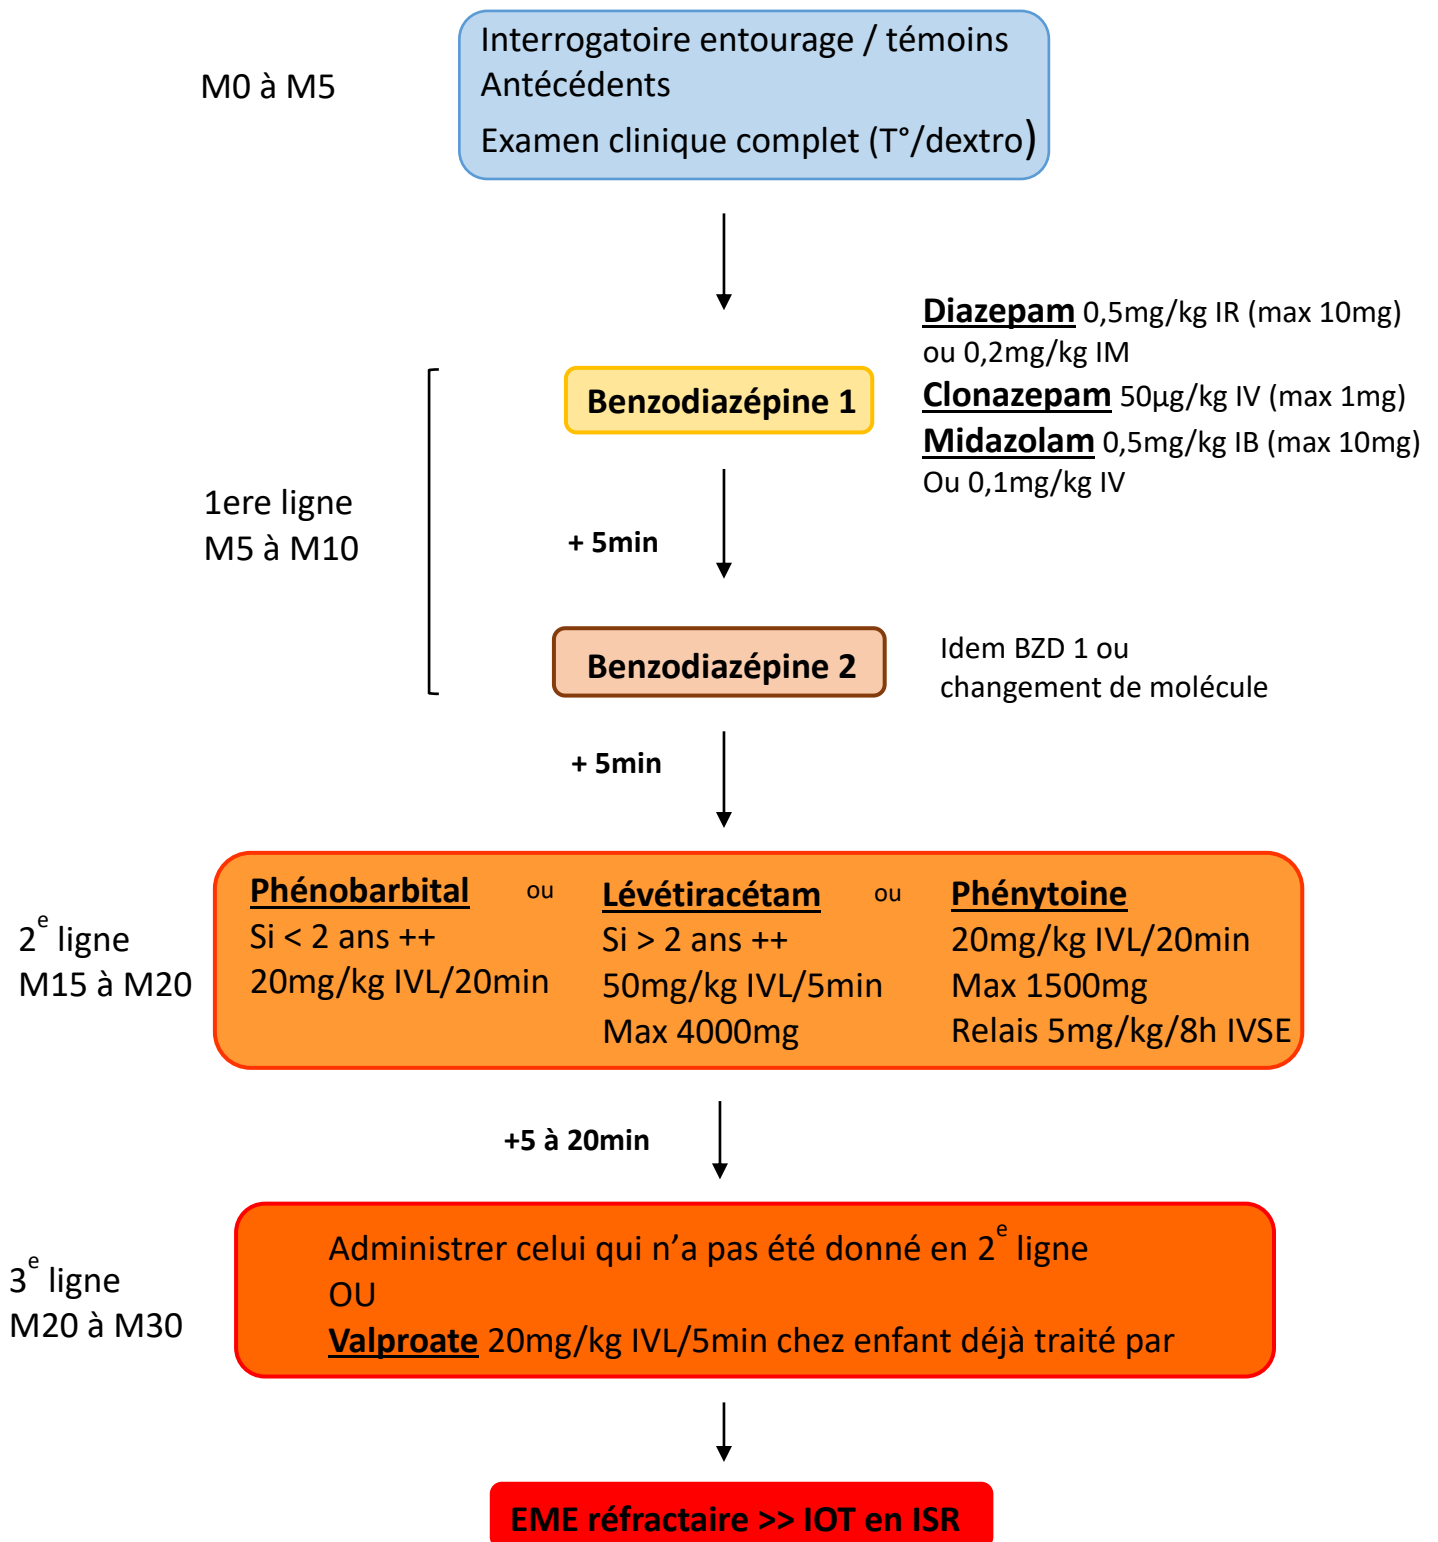 Interrogatoire entourage / témoins
M0 à M5
Antécédents
Examen clinique complet (T°/dextro)
Diazepam 0,5mg/kg IR (max 10mg)
ou 0,2mg/kg IM
Clonazepam 50µg/kg IV (max 1mg)
Midazolam 0,5mg/kg IB (max 10mg)
Ou 0,1mg/kg IV
Benzodiazépine 1
1ere ligne
M5 à M10
+ 5min
Benzodiazépine 2
Idem BZD 1 ou
changement de molécule
+ 5min
2e ligne
M15 à M20
Phénobarbital
Si < 2 ans ++
20mg/kg IVL/20min
ou
Lévétiracétam
Si > 2 ans ++
50mg/kg IVL/5min
Max 4000mg
ou
Phénytoine
20mg/kg IVL/20min
Max 1500mg
Relais 5mg/kg/8h IVSE
+5 à 20min
3e ligne
M20 à M30
Administrer celui qui n’a pas été donné en 2e ligne
OU
Valproate 20mg/kg IVL/5min chez enfant déjà traité par
EME réfractaire >> IOT en ISR